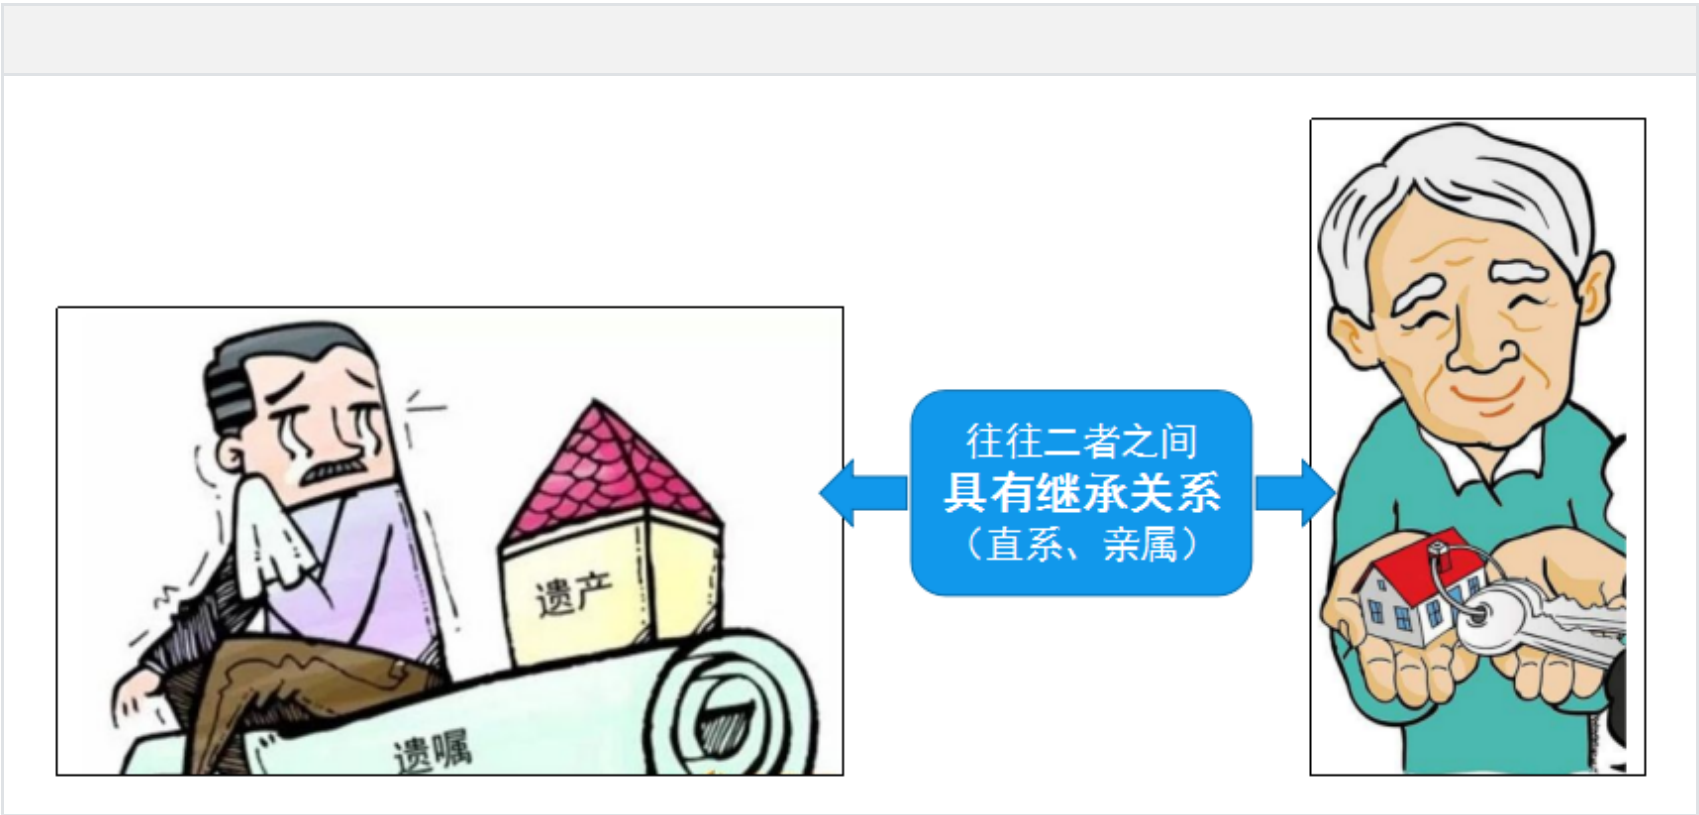 遗产
遗嘱
往往二者之间
具有继承关系
（直系、亲属）